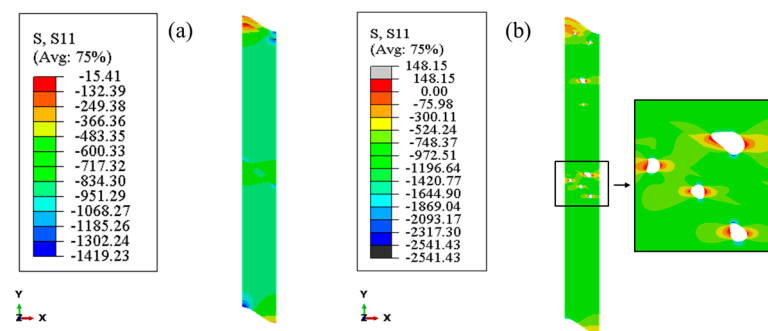 S, S11
(Avg: 75%)
-15.41
-132.39
-249.38
-366.36
-483.35
-600.33
-717.32
-834.30
-951.29
-1068.27
-1185.26
-1302.24
-1419.23
(a)
Y
Z X
S, S11
(Avg: 75%)
148.15
148.15
0.00
-75.98
-300.11
-524.24
-748.37
-972.51
-1196.64
-1420.77
-1644.90
-1869.04
-2093.17
-2317.30
-2541.43
-2541.43
(b)
Y
Z X